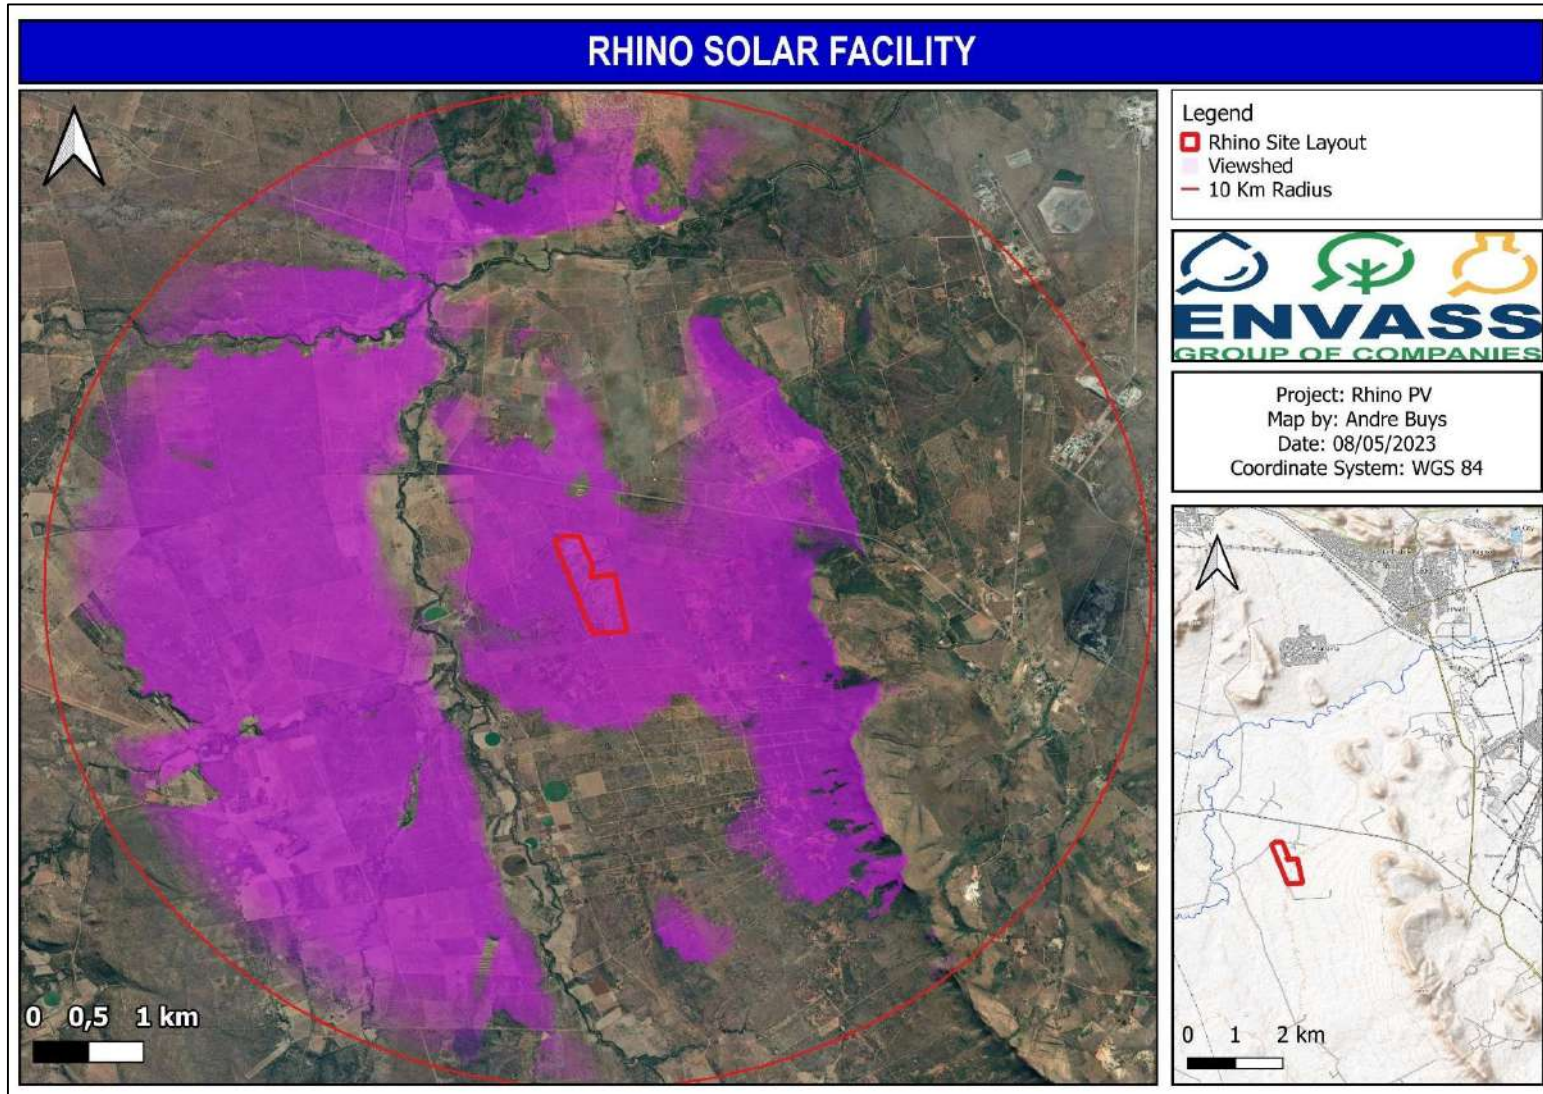 RHINO SOLAR FACILITY
Legend
Rhino Site Layout
Viewshed
10 Km Radius
ENVASS
GROUP OF COMPANIES
Project: Rhino PV
Map by: Andre Buys
Date: 08/05/2023
Coordinate System: WGS 84
0 0,5 1 km
0 1 2 km